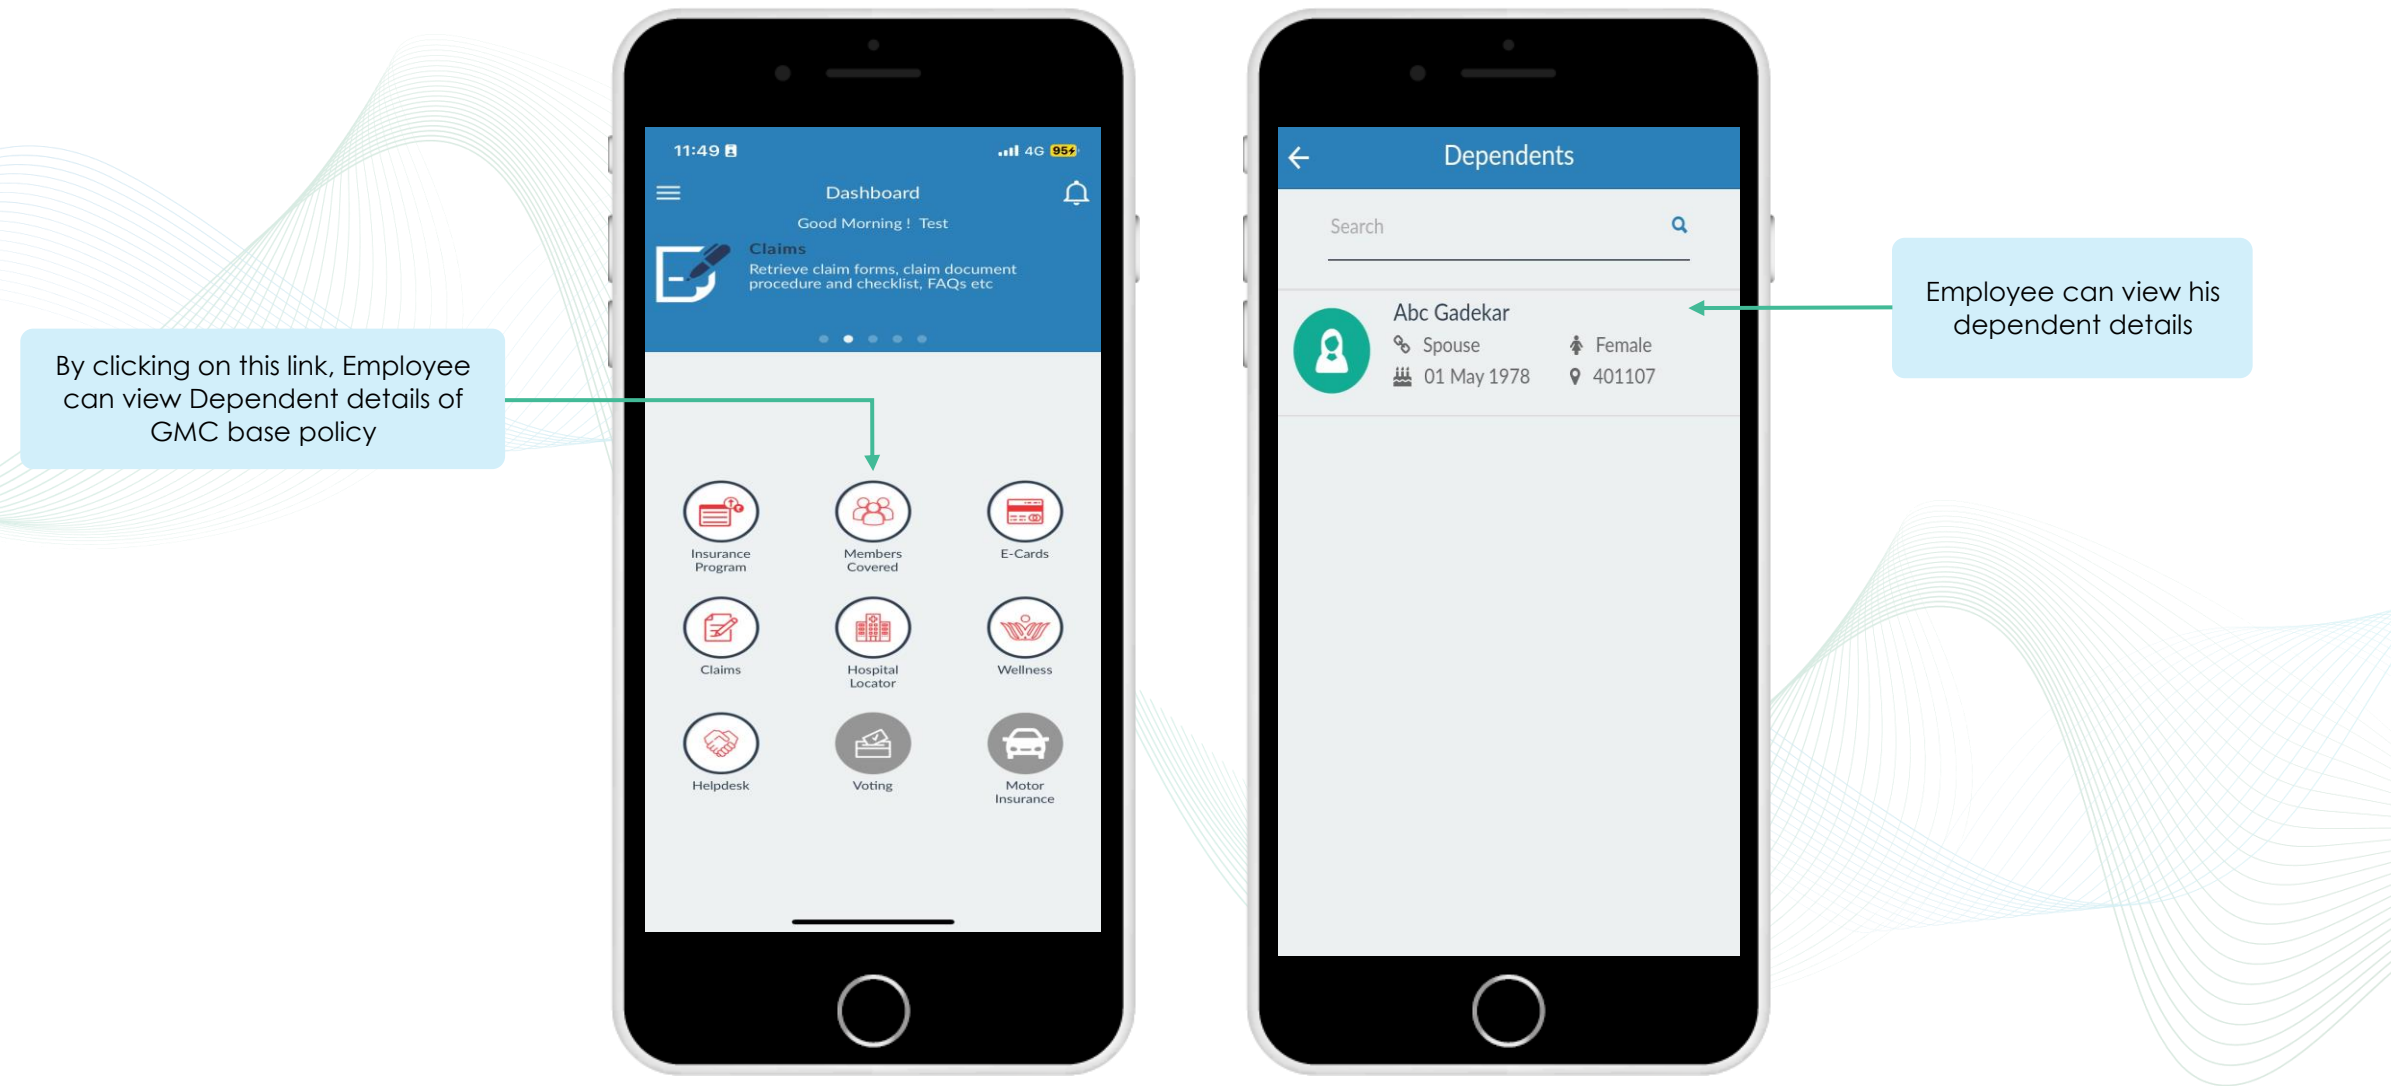 By clicking on this link, Employee
can view Dependent details of
GMC base policy
11:49
4G 95
Dashboard
Good Morning ! Test
Claims
Retrieve claim forms, claim document
procedure and checklist, FAQs etc
Insurance
Program
Members
Covered
E-Cards
Claims
Hospital
Locator
Wellness
Helpdesk
Voting
Motor
Insurance
Dependents
Search
Abc Gadekar
Spouse
Female
01 May 1978
401107
Employee can view his
dependent details